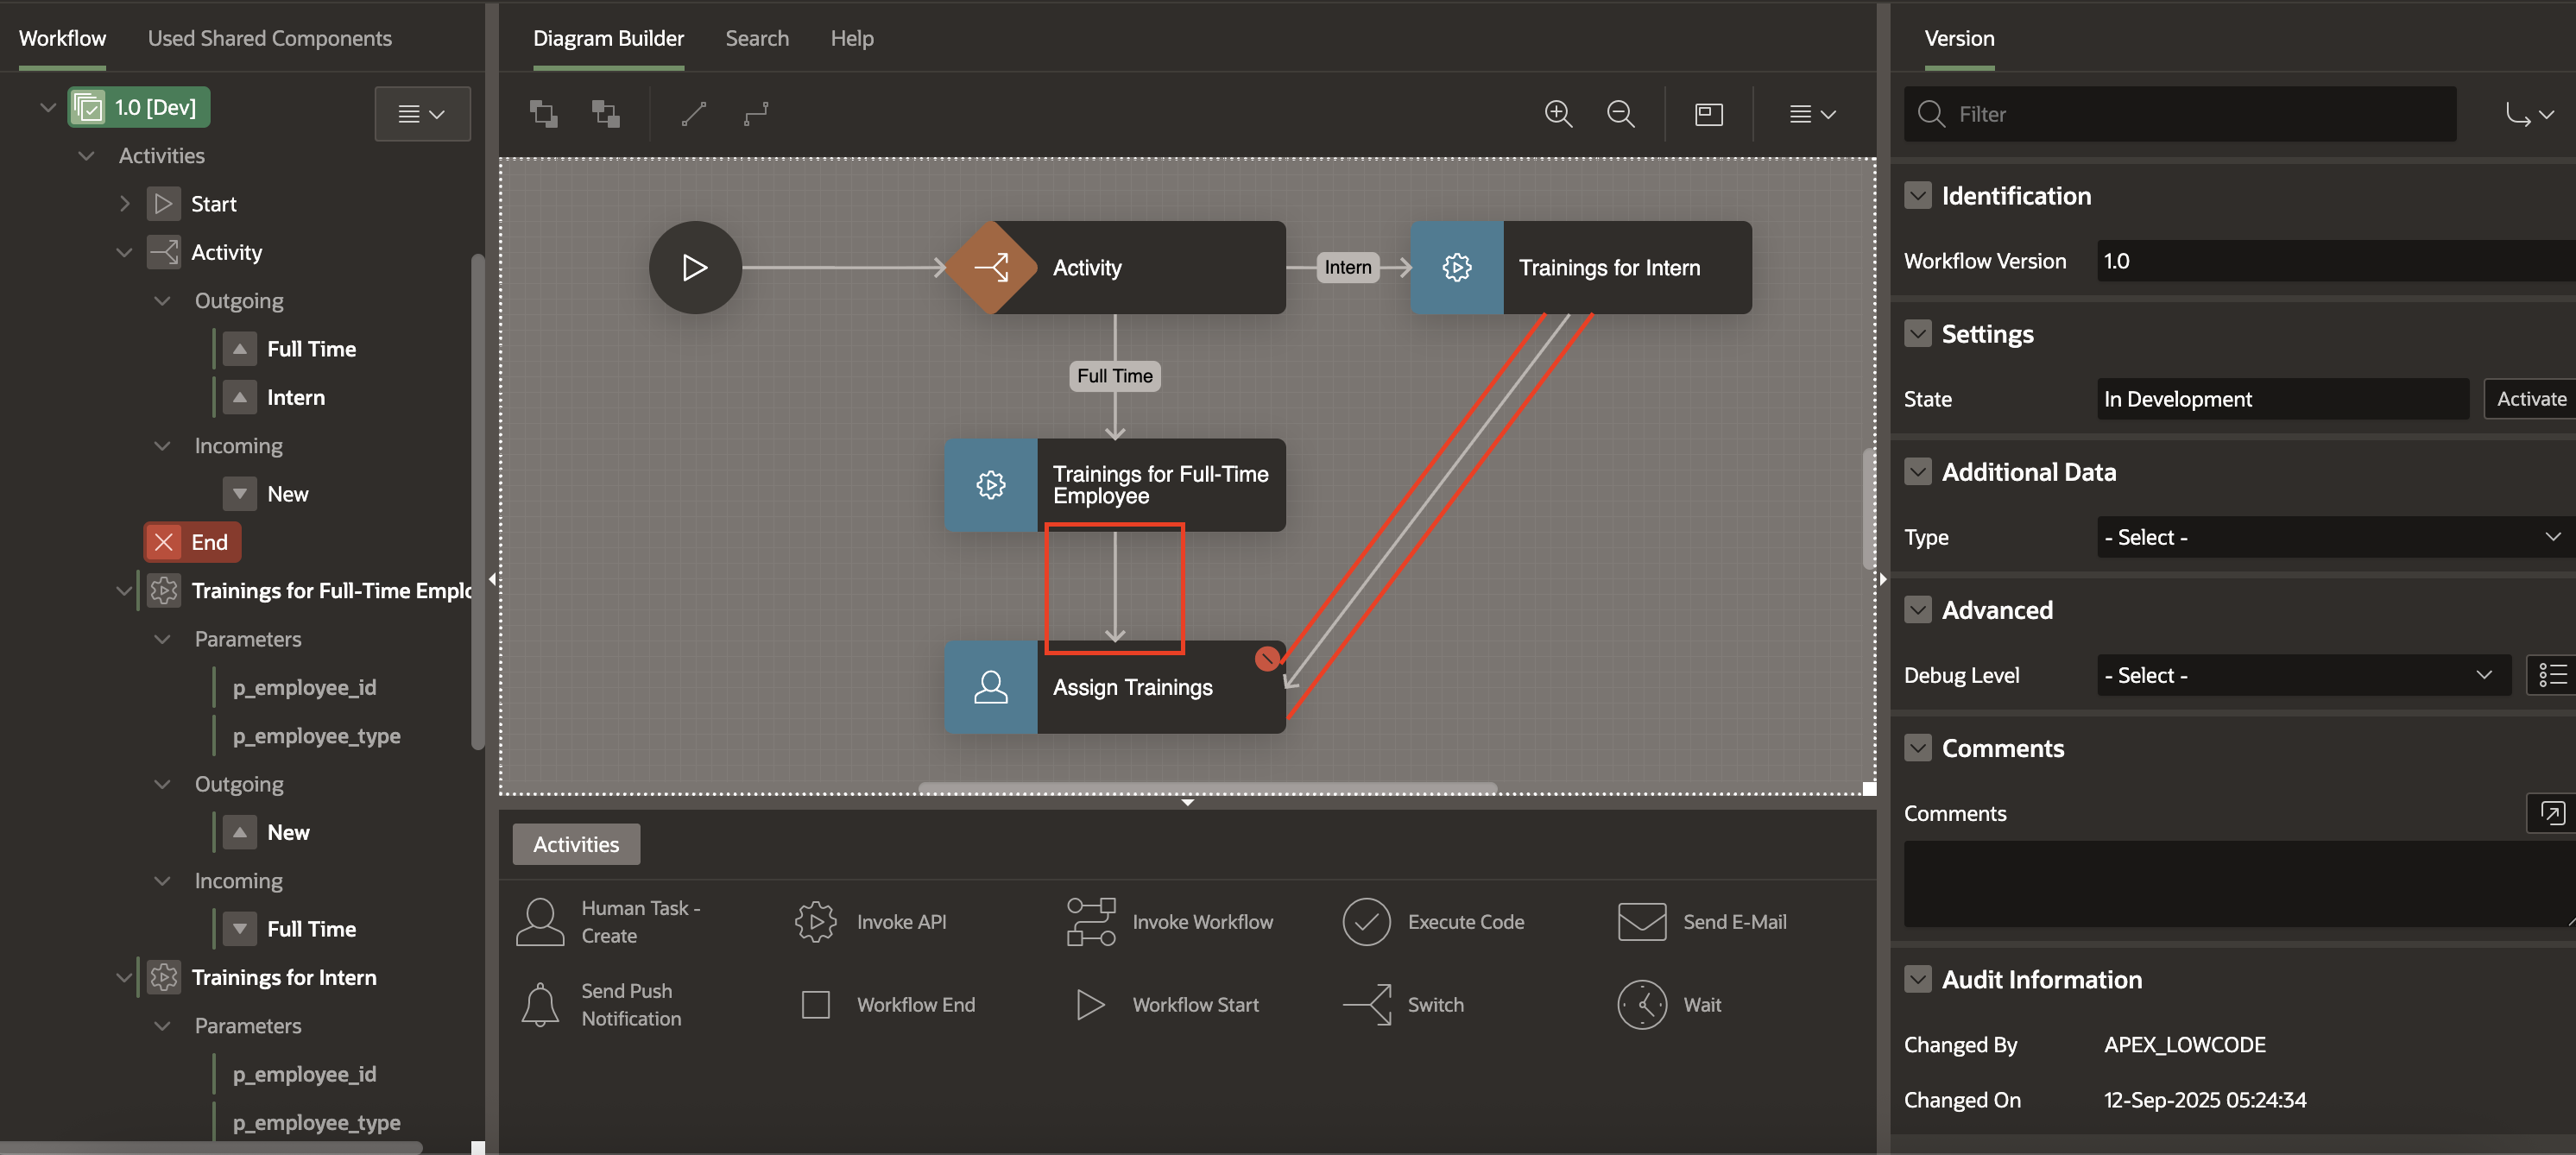 Workflow
Used Shared Components
1.0 [Dev]
Activities
Start
Activity
Outgoing
Full Time
Intern
Incoming
New
End
Trainings for Full-Time Emplo
Parameters
p_employee_id
p_employee_type
Outgoing
New
Incoming
Full Time
Trainings for Intern
Parameters
p_employee_id
p_employee_type
Diagram Builder
Search
Help
Activity
Intern
Trainings for Intern
Full Time
Trainings for Full-Time
Employee
Assign Trainings
Activities
Human Task -
Create
Invoke API
Invoke Workflow
Execute Code
Send E-Mail
Send Push
Notification
Workflow End
Workflow Start
Switch
Wait
Version
Filter
Identification
Workflow Version
1.0
Settings
State
In Development
Activate
Additional Data
Type
- Select -
Advanced
Debug Level
- Select -
Comments
Comments
Audit Information
Changed By
APEX_LOWCODE
Changed On
12-Sep-2025 05:24:34